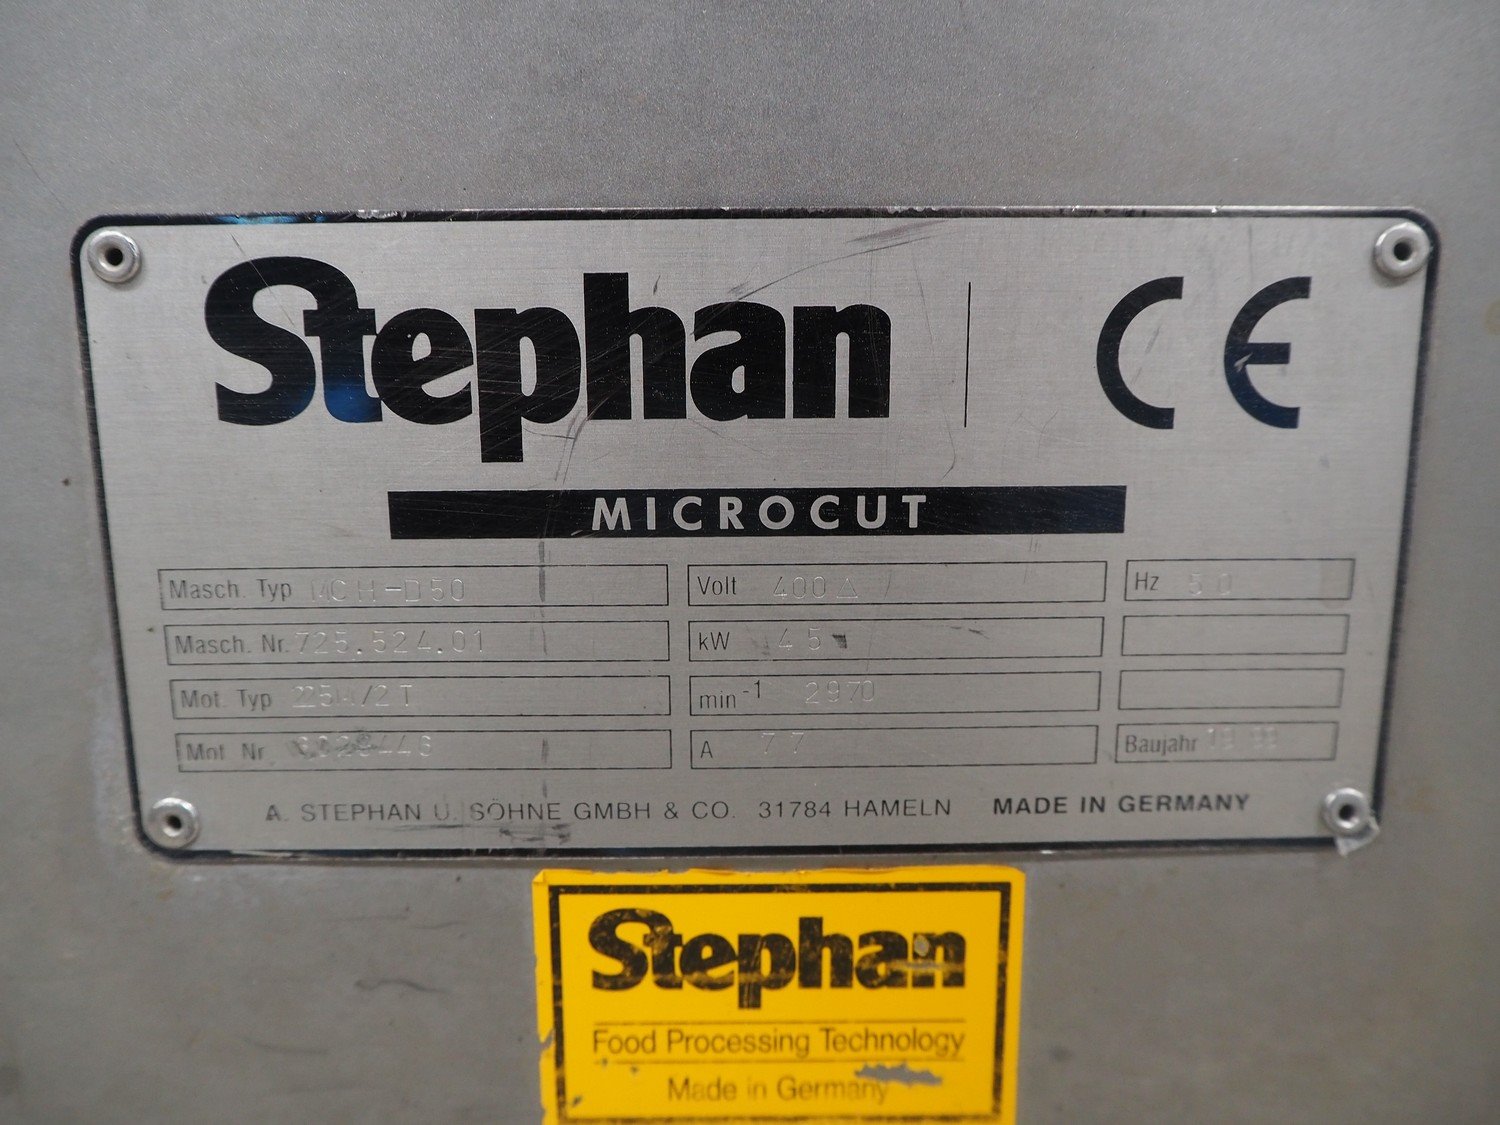 Stephan
CE
MICROCUT
Masch. Typ MCH-D50
Volt 400 △
Hz 50
Masch. Nr. 725.524.01
kW 45
Mot. Typ 225M/2T
min-1 2970
Mot. Nr.
A 77
Baujahr
A. STEPHAN U. SÖHNE GMBH & CO. 31784 HAMELN MADE IN GERMANY
Stephan
Food Processing Technology
Made in Germany